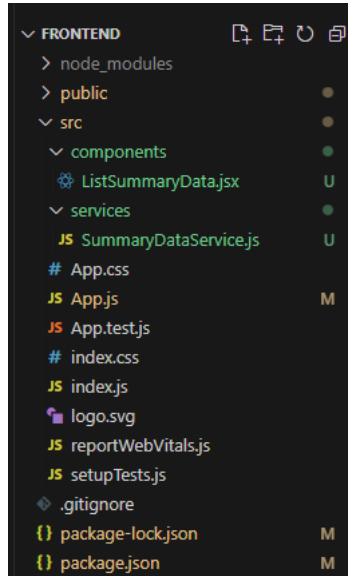 FRONTEND
node_modules
public
src
components
ListSummaryData.jsx U
services
JS SummaryDataService.js U
# App.css
JS App.js M
JS App.test.js
# index.css
JS index.js
logo.svg
JS reportWebVitals.js
JS setupTests.js
.gitignore
{} package-lock.json M
{} package.json M